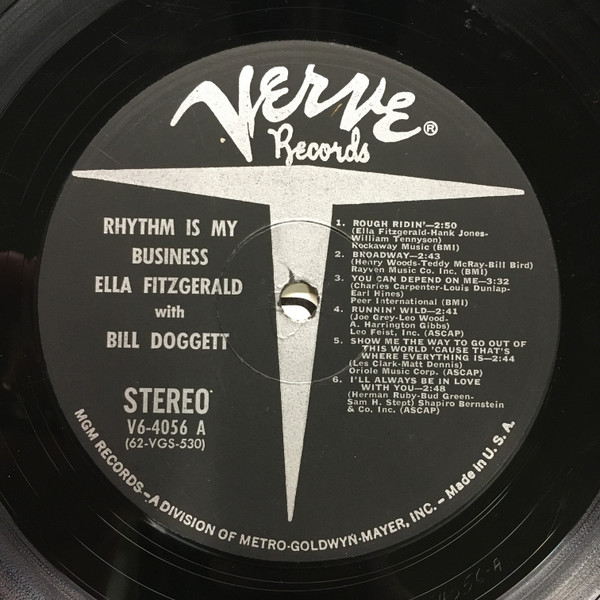 VERVE®
Records
RHYTHM IS MY
BUSINESS
ELLA FITZGERALD
with
BILL DOGGETT
STEREO
V6-4056 A
(62-VGS-530)
1. ROUGH RIDIN'—2:50
(Ella Fitzgerald-Hank Jones-
William Tennyson)
Rockaway Music (BMI)
2. BROADWAY—2:43
(Henry Woods-Teddy McRay-Bill Bird)
Rayven Music Co. Inc. (BMI)
3. YOU CAN DEPEND ON ME—3:32
(Charles Carpenter-Louis Dunlap-
Earl Hines)
Peer International (BMI)
4. RUNNIN' WILD—2:41
(Joe Grey-Leo Wood-
A. Harrington Gibbs)
Leo Feist, Inc. (ASCAP)
5. SHOW ME THE WAY TO GO OUT OF
THIS WORLD 'CAUSE THAT'S
WHERE EVERYTHING IS—2:44
(Les Clark-Matt Dennis)
Oriole Music Corp. (ASCAP)
6. I'LL ALWAYS BE IN LOVE
WITH YOU—2:48
(Herman Ruby-Bud Green-
Sam H. Stept) Shapiro Bernstein
& Co. Inc. (ASCAP)
MGM RECORDS—A DIVISION OF METRO-GOLDWYN-MAYER, INC. – Made in U. S. A.